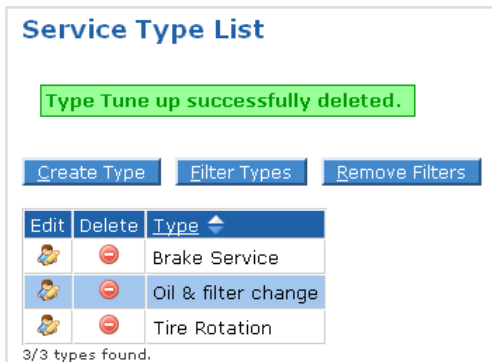 Service Type List
Type Tune up successfully deleted.
Create Type Filter Types Remove Filters
Edit Delete Type
Brake Service
Oil & filter change
Tire Rotation
3/3 types found.